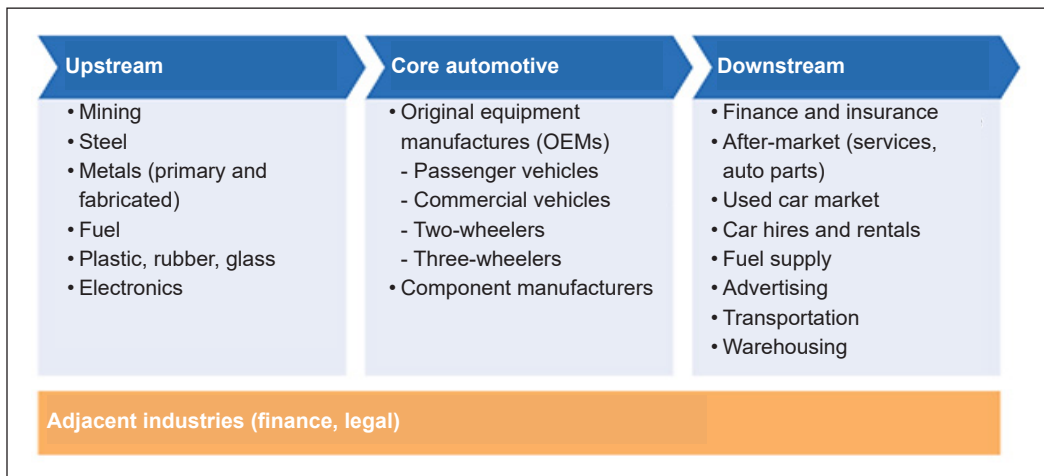 Upstream
• Mining
• Steel
• Metals (primary and
fabricated)
• Fuel
• Plastic, rubber, glass
• Electronics
Core automotive
• Original equipment
manufactures (OEMs)
- Passenger vehicles
- Commercial vehicles
- Two-wheelers
- Three-wheelers
• Component manufacturers
Downstream
• Finance and insurance
• After-market (services,
auto parts)
• Used car market
• Car hires and rentals
• Fuel supply
• Advertising
• Transportation
• Warehousing
Adjacent industries (finance, legal)